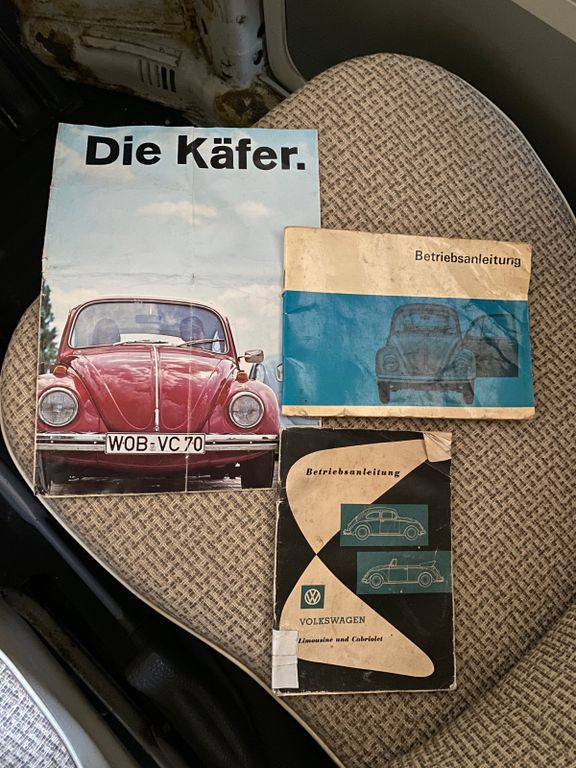 Die Käfer.
WOB-VC 70
Betriebsanleitung
Betriebsanleitung
VW
VOLKSWAGEN
Limousine und Cabriolet